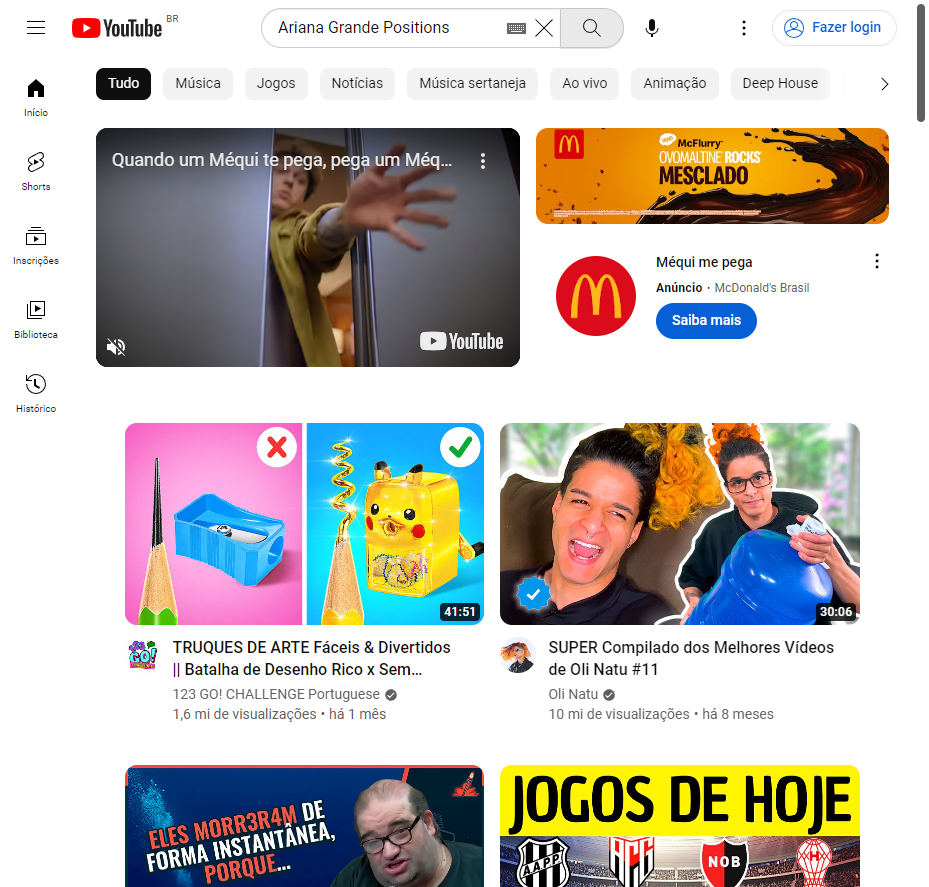 YouTube BR
Ariana Grande Positions
Fazer login
Início
Shorts
Inscrições
Biblioteca
Histórico
Tudo
Música
Jogos
Notícias
Música sertaneja
Ao vivo
Animação
Deep House
Quando um Méqui te pega, pega um Méq...
YouTube
McFlurry
OVOMALTINE ROCKS
MESCLADO
Méqui me pega
Anúncio · McDonald's Brasil
Saiba mais
41:51
TRUQUES DE ARTE Fáceis & Divertidos
|| Batalha de Desenho Rico x Sem...
123 GO! CHALLENGE Portuguese
1,6 mi de visualizações • há 1 mês
30:06
SUPER Compilado dos Melhores Vídeos
de Oli Natu #11
Oli Natu
10 mi de visualizações • há 8 meses
ELES MORR3R4M DE
FORMA INSTANTÂNEA,
PORQUE...
JOGOS DE HOJE
AAPP
ACG
NOB